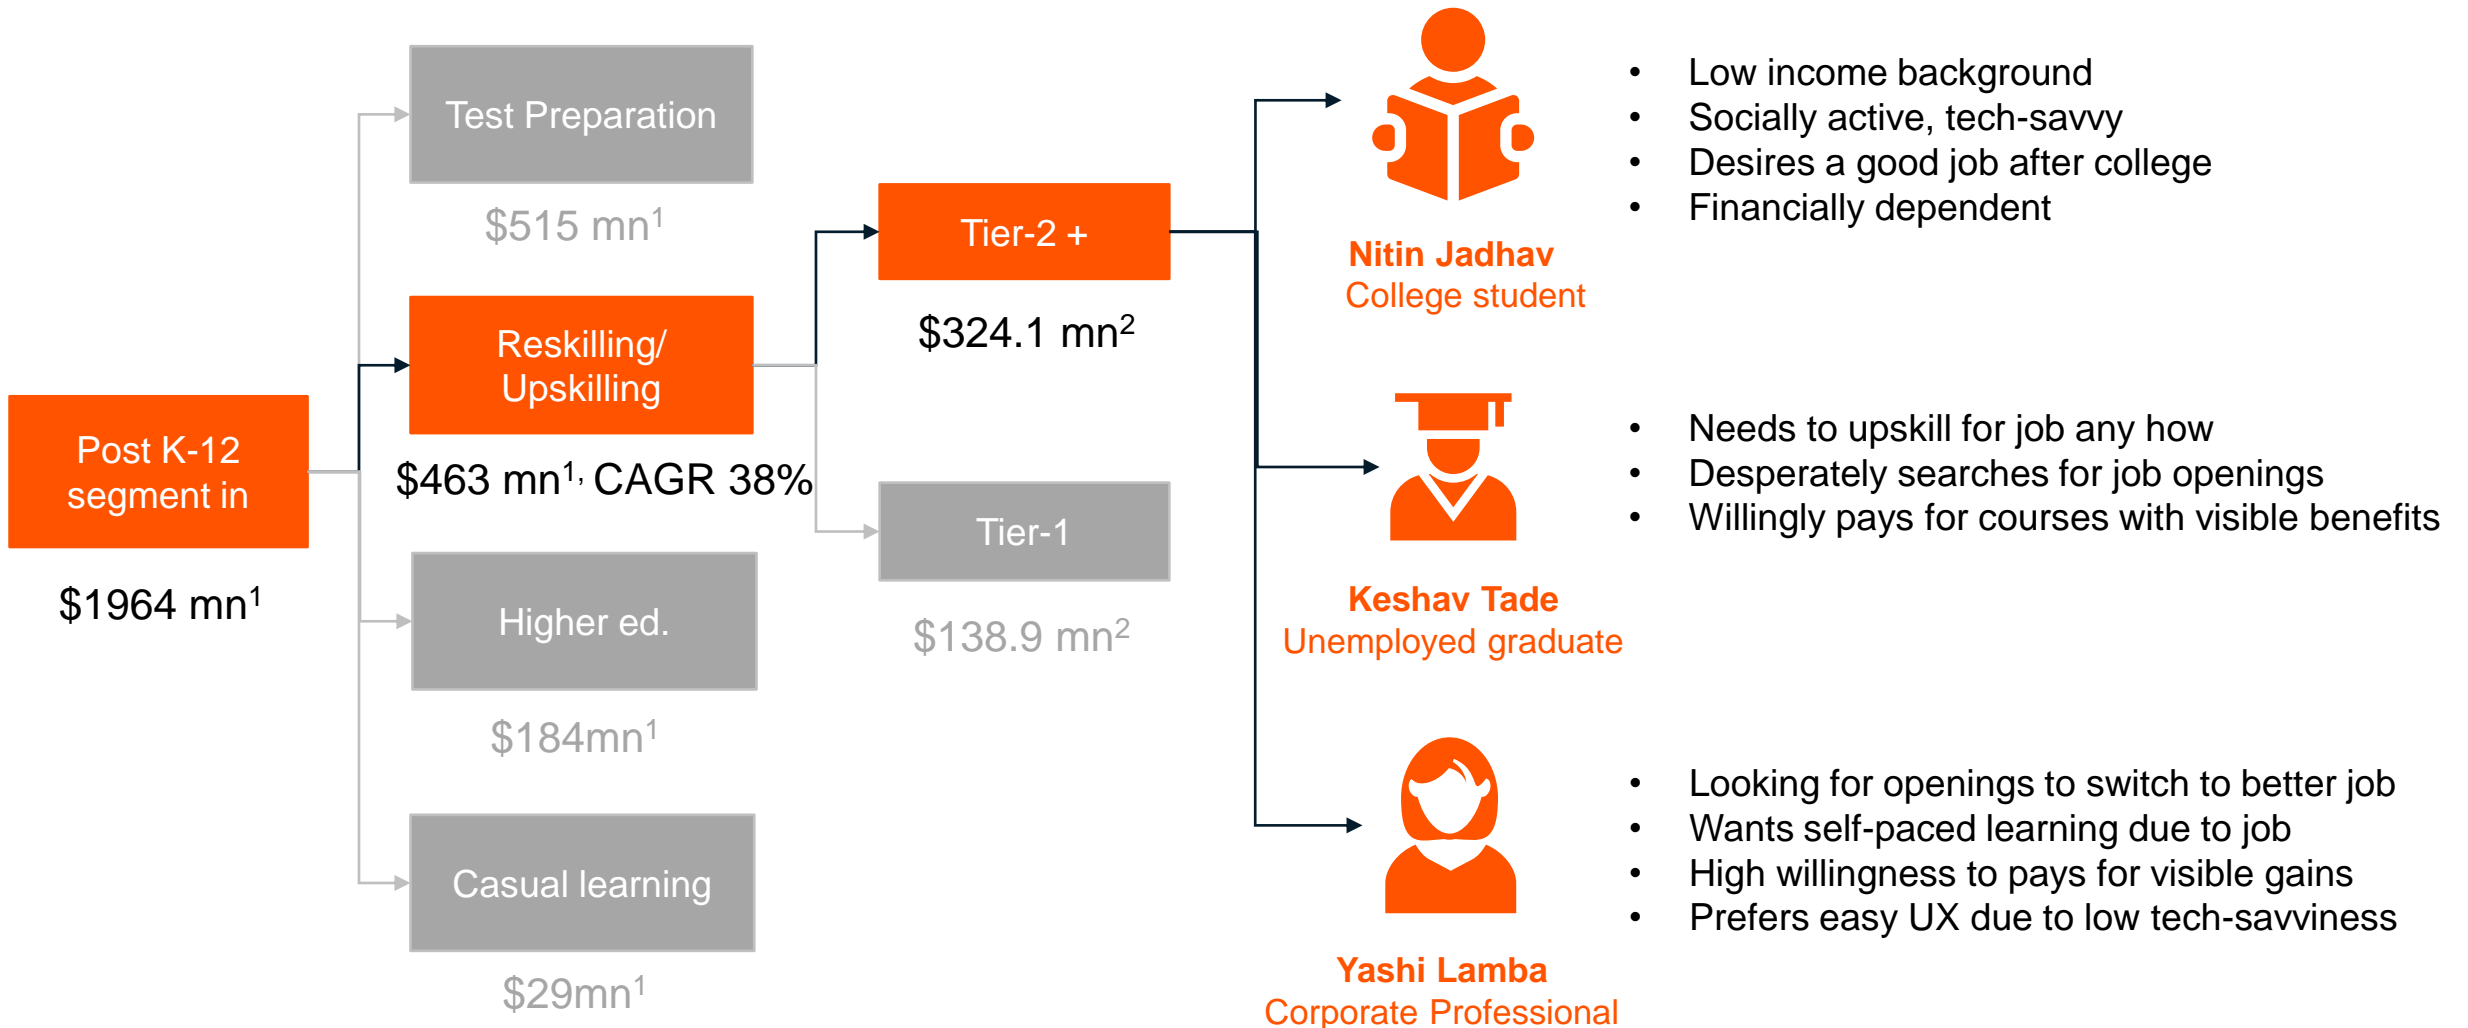 Post K-12
segment in
$1964 mn1
Test Preparation
$515 mn1
Reskilling/
Upskilling
$463 mn1, CAGR 38%
Higher ed.
$184mn1
Casual learning
$29mn1
Tier-2 +
$324.1 mn2
Tier-1
$138.9 mn2
Nitin Jadhav
College student
• Low income background
• Socially active, tech-savvy
• Desires a good job after college
• Financially dependent
Keshav Tade
Unemployed graduate
• Needs to upskill for job any how
• Desperately searches for job openings
• Willingly pays for courses with visible benefits
Yashi Lamba
Corporate Professional
• Looking for openings to switch to better job
• Wants self-paced learning due to job
• High willingness to pays for visible gains
• Prefers easy UX due to low tech-savviness